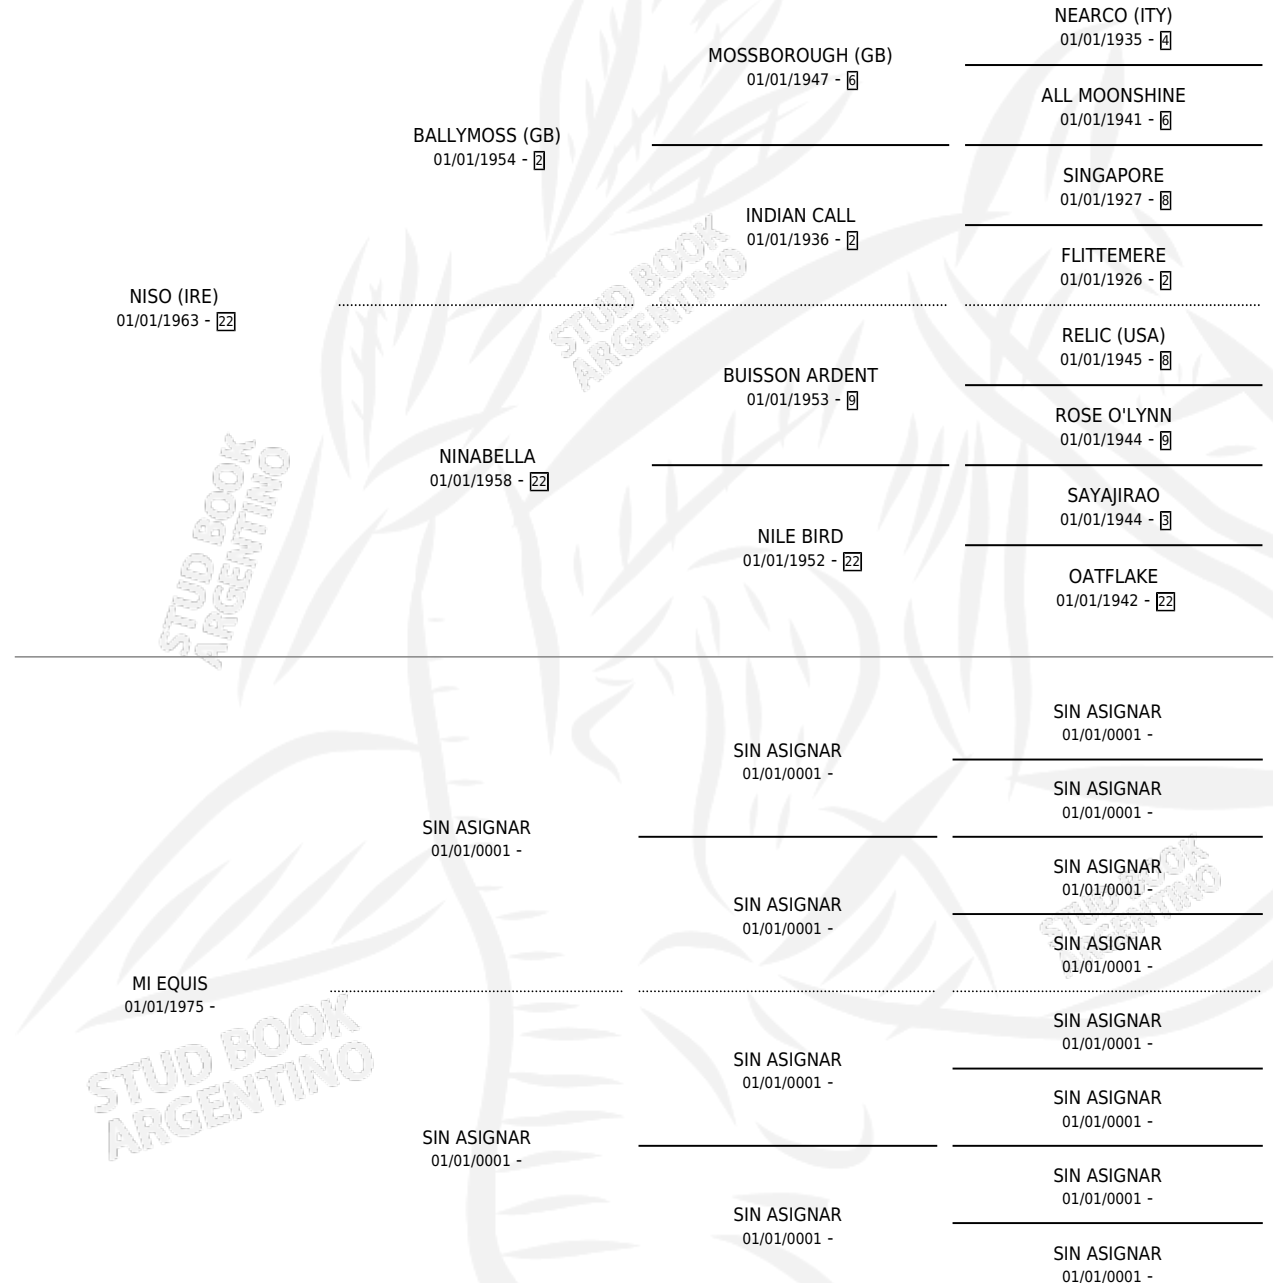 NEARCO (ITY)
01/01/1935 - 4
MOSSBOROUGH (GB)
01/01/1947 - 6
ALL MOONSHINE
01/01/1941 - 6
BALLYMOSS (GB)
01/01/1954 - 2
SINGAPORE
01/01/1927 - 8
INDIAN CALL
01/01/1936 - 2
FLITTEMERE
01/01/1926 - 2
NISO (IRE)
01/01/1963 - 22
RELIC (USA)
01/01/1945 - 8
BUISSON ARDENT
01/01/1953 - 9
ROSE O'LYNN
01/01/1944 - 9
NINABELLA
01/01/1958 - 22
SAYAJIRAO
01/01/1944 - 3
NILE BIRD
01/01/1952 - 22
OATFLAKE
01/01/1942 - 22
SIN ASIGNAR
01/01/0001 -
SIN ASIGNAR
01/01/0001 -
SIN ASIGNAR
01/01/0001 -
SIN ASIGNAR
01/01/0001 -
SIN ASIGNAR
01/01/0001 -
SIN ASIGNAR
01/01/0001 -
SIN ASIGNAR
01/01/0001 -
MI EQUIS
01/01/1975 -
SIN ASIGNAR
01/01/0001 -
SIN ASIGNAR
01/01/0001 -
SIN ASIGNAR
01/01/0001 -
SIN ASIGNAR
01/01/0001 -
SIN ASIGNAR
01/01/0001 -
SIN ASIGNAR
01/01/0001 -
SIN ASIGNAR
01/01/0001 -
STUD BOOK
ARGENTINO
STUD BOOK
ARGENTINO
STUD BOOK
ARGENTINO
STUD BOOK
ARGENTINO